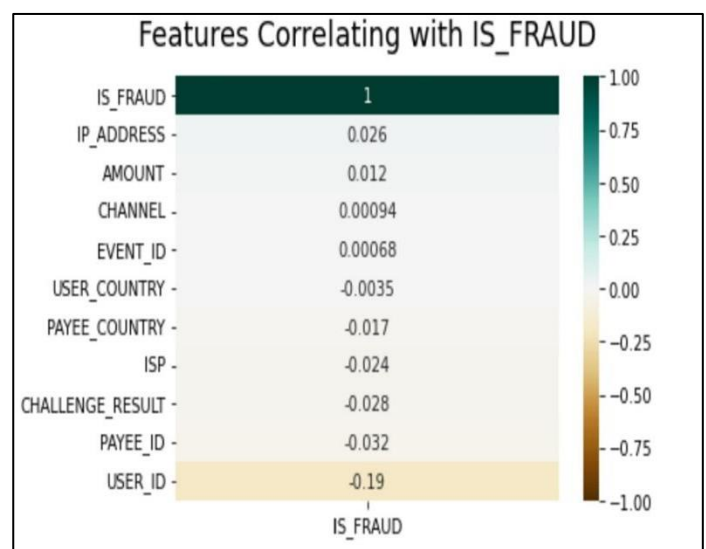 Features Correlating with IS_FRAUD
IS_FRAUD
1
IP_ADDRESS
0.026
AMOUNT
0.012
CHANNEL
0.00094
EVENT_ID
0.00068
USER_COUNTRY
-0.0035
PAYEE_COUNTRY
-0.017
ISP
-0.024
CHALLENGE_RESULT
-0.028
PAYEE_ID
-0.032
USER_ID
-0.19
IS_FRAUD
1.00
0.75
0.50
0.25
0.00
−0.25
−0.50
−0.75
−1.00